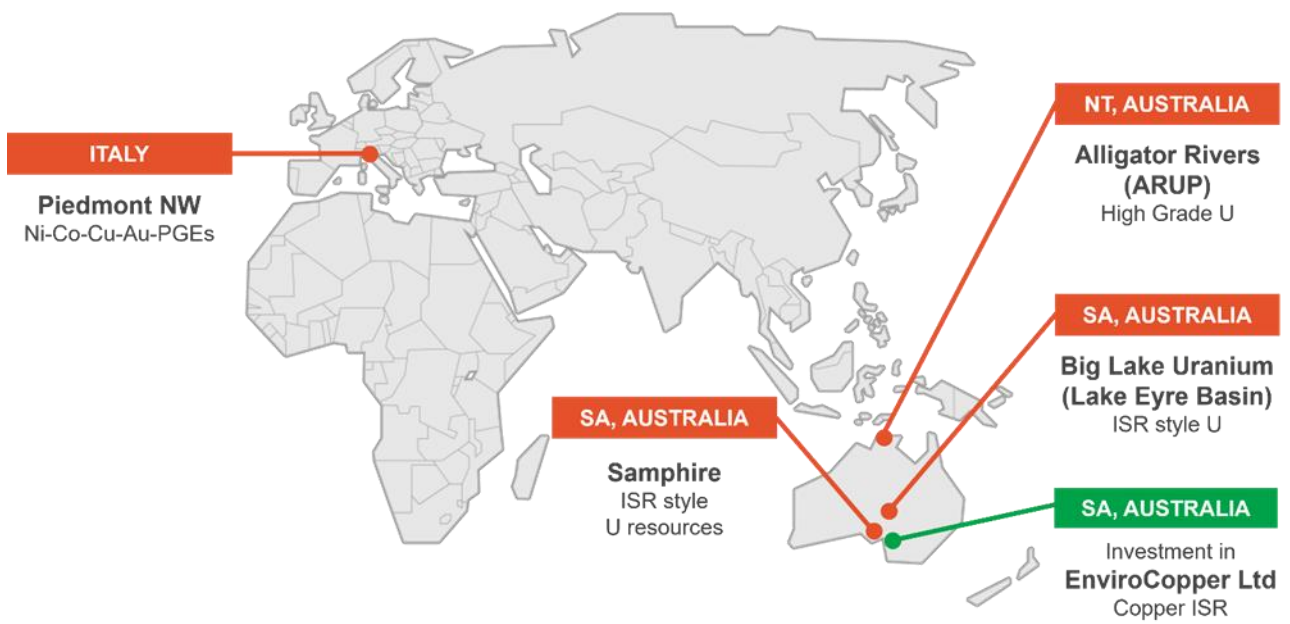 ITALY
Piedmont NW
Ni-Co-Cu-Au-PGEs
SA, AUSTRALIA
Samphire
ISR style
U resources
NT, AUSTRALIA
Alligator Rivers
(ARUP)
High Grade U
SA, AUSTRALIA
Big Lake Uranium
(Lake Eyre Basin)
ISR style U
SA, AUSTRALIA
Investment in
EnviroCopper Ltd
Copper ISR